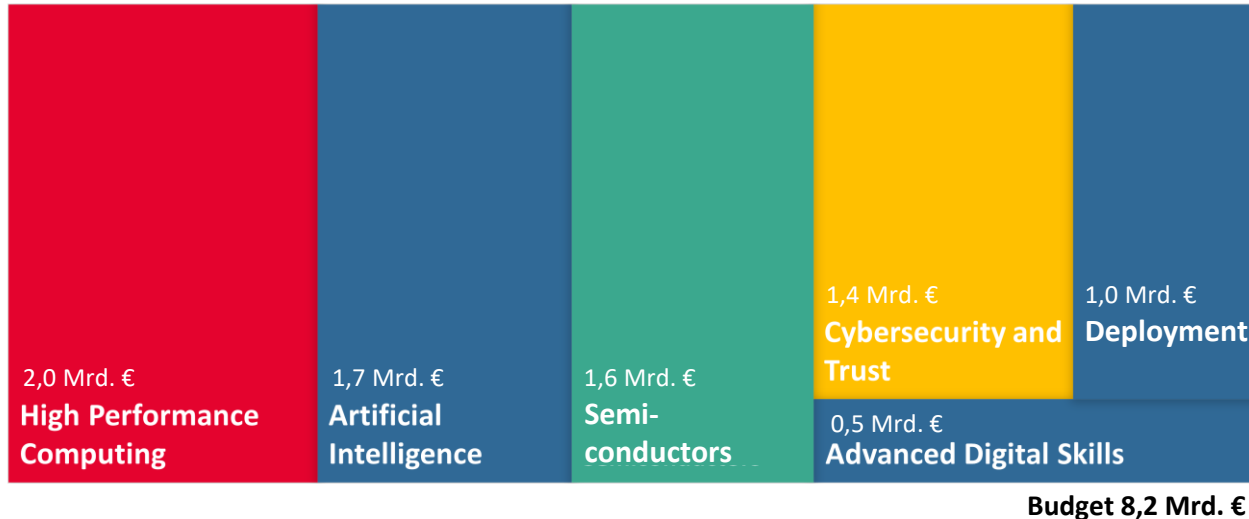 2,0 Mrd. €
High Performance
Computing
1,7 Mrd. €
Artificial
Intelligence
1,6 Mrd. €
Semi-
conductors
1,4 Mrd. €
Cybersecurity and
Trust
1,0 Mrd. €
Deployment
0,5 Mrd. €
Advanced Digital Skills
Budget 8,2 Mrd. €